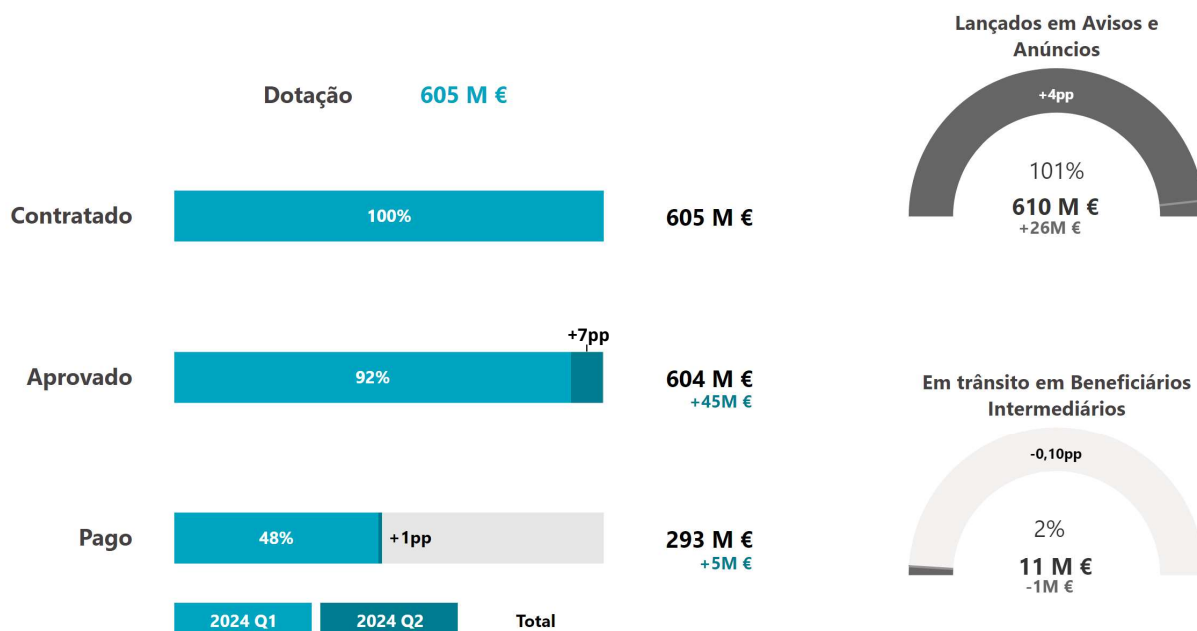 Dotação 605 M €
Contratado 100% 605 M €
+7pp
Aprovado 92% 604 M €
+45M €
Pago 48% +1pp 293 M €
+5M €
2024 Q1 2024 Q2 Total
Lançados em Avisos e
Anúncios
+4pp
101%
610 M €
+26M €
Em trânsito em Beneficiários
Intermediários
-0,10pp
2%
11 M €
-1M €